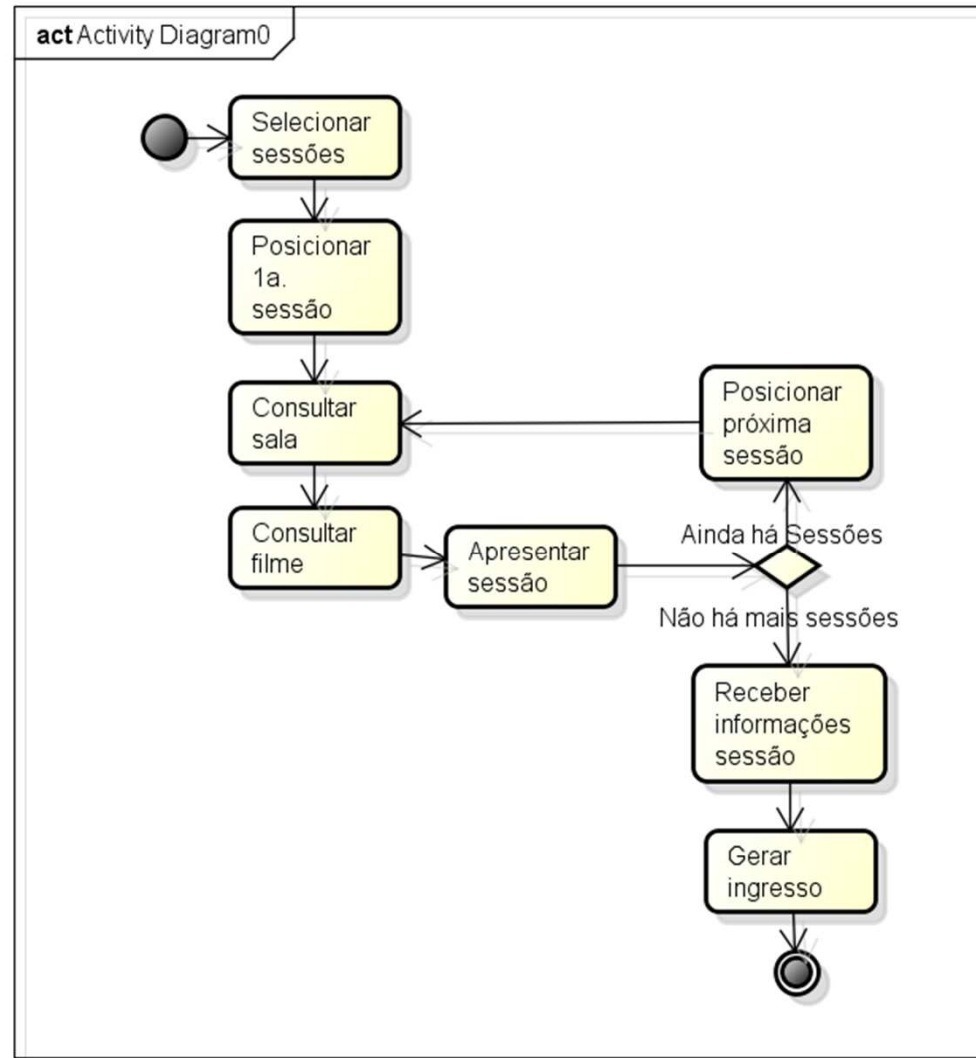 act Activity Diagram0
Selecionar
sessões
Posicionar
1a.
sessão
Consultar
sala
Consultar
filme
Apresentar
sessão
Posicionar
próxima
sessão
Ainda há Sessões
Não há mais sessões
Receber
informações
sessão
Gerar
ingresso